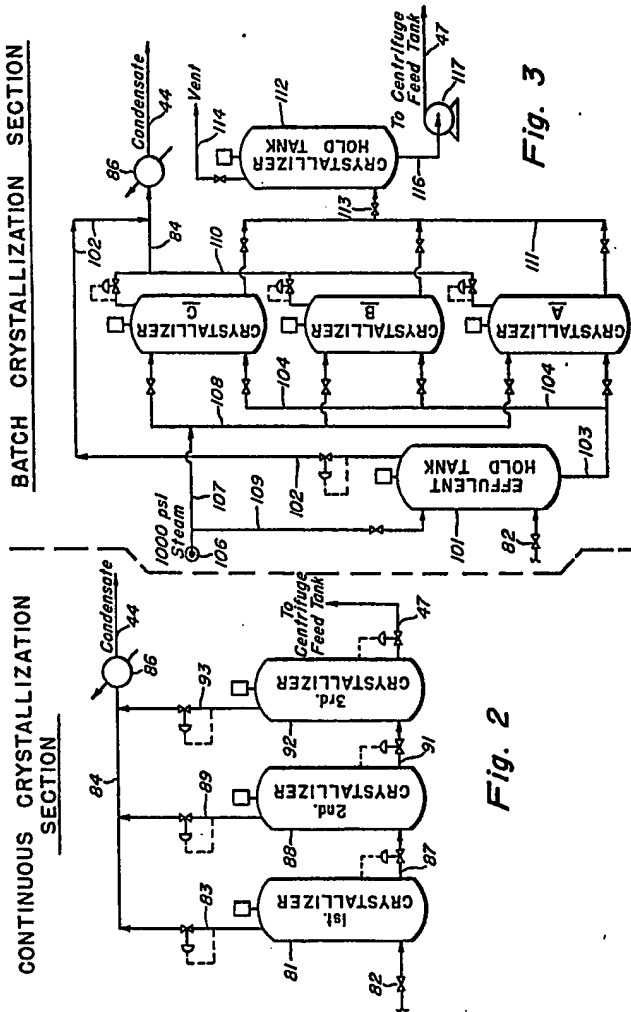 CONTINUOUS CRYSTALLIZATION
SECTION
84
Condensate
44
86
83
89
93
1st.
CRYSTALLIZER
2nd.
CRYSTALLIZER
3rd.
CRYSTALLIZER
81
88
92
82
87
91
47
To
Centrifuge
Feed Tank
Fig. 2
BATCH CRYSTALLIZATION SECTION
1000 psi
Steam
106
107
109
102
102
108
104
104
103
101
82
EFFULENT
HOLD TANK
CRYSTALLIZER
C
CRYSTALLIZER
B
CRYSTALLIZER
A
84
86
Condensate
44
110
111
113
Vent
114
112
CRYSTALLIZER
HOLD TANK
116
117
To Centrifuge
Feed Tank
47
Fig. 3